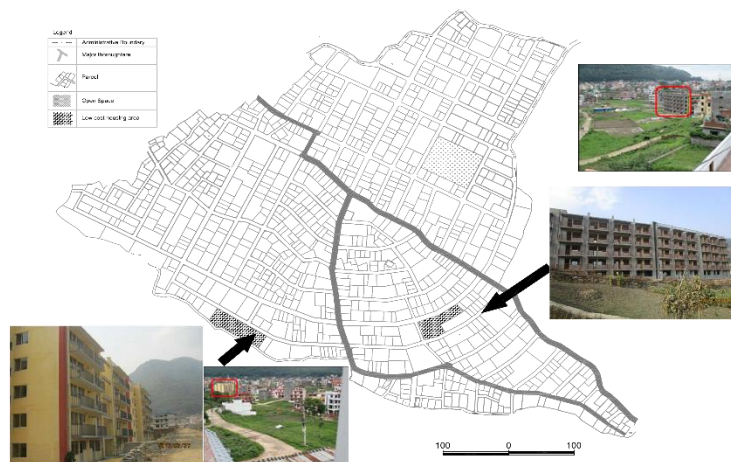 Legend
Administrative Boundary
Major thoroughfare
Parcel
Open Space
Low cost housing area
100 0 100